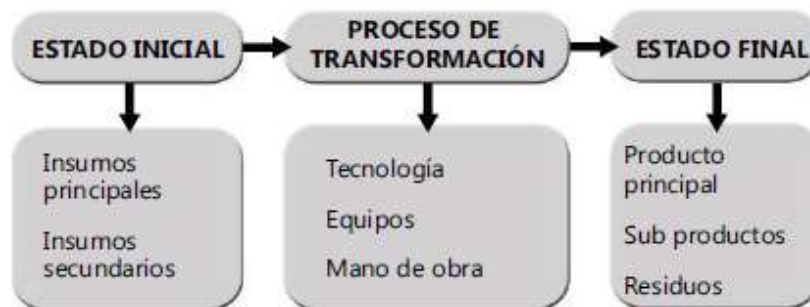 ESTADO INICIAL
PROCESO DE
TRANSFORMACIÓN
ESTADO FINAL
Insumos
principales
Insumos
secundarios
Tecnología
Equipos
Mano de obra
Producto
principal
Sub productos
Residuos